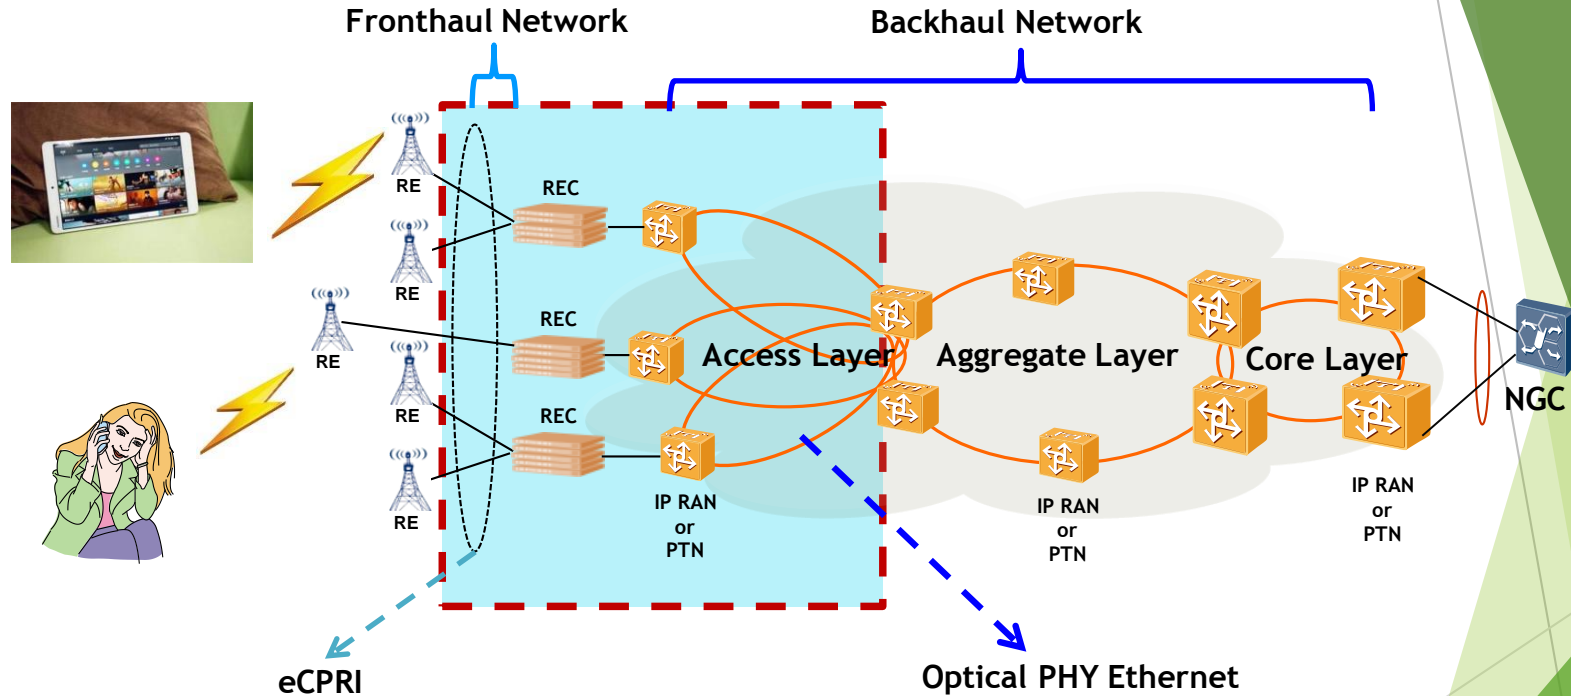 Fronthaul Network
Backhaul Network
RE
REC
RE
RE
REC
Access Layer
Aggregate Layer
Core Layer
NGC
RE
REC
RE
IP RAN
or
PTN
IP RAN
or
PTN
IP RAN
or
PTN
eCPRI
Optical PHY Ethernet